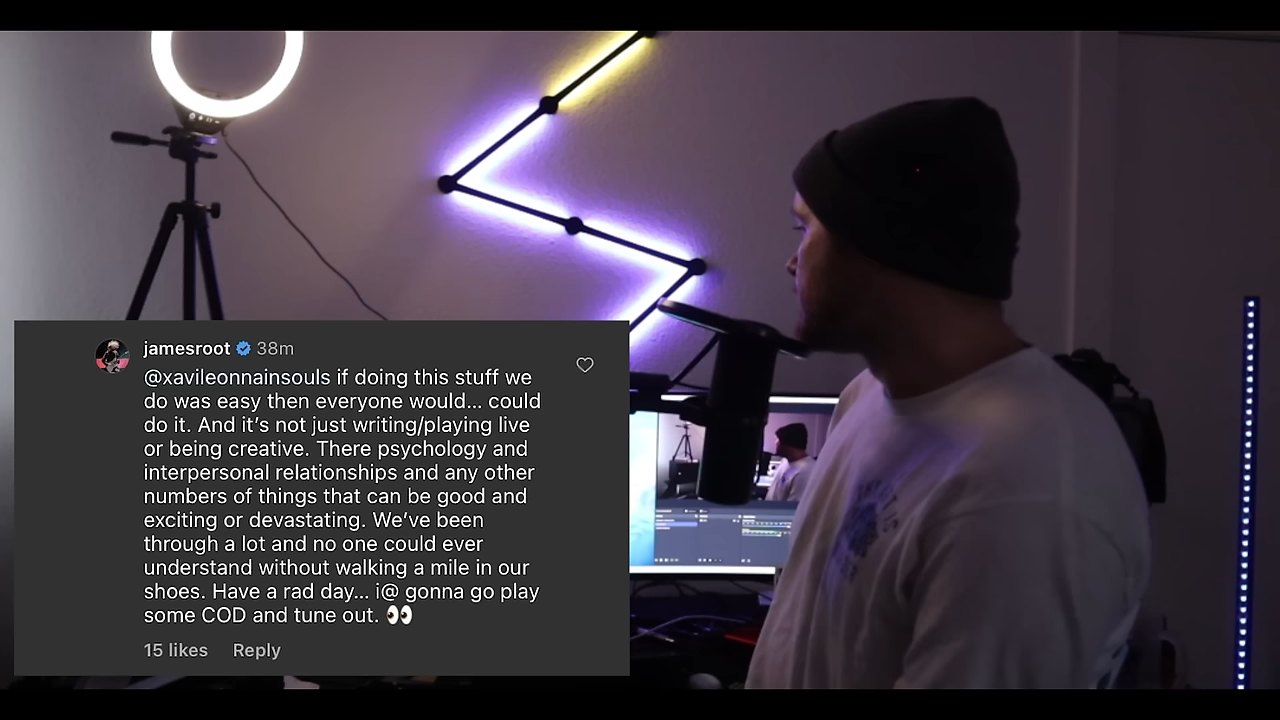 jamesroot 38m
@xavileonnainsouls if doing this stuff we
do was easy then everyone would... could
do it. And it's not just writing/playing live
or being creative. There psychology and
interpersonal relationships and any other
numbers of things that can be good and
exciting or devastating. We've been
through a lot and no one could ever
understand without walking a mile in our
shoes. Have a rad day... i@ gonna go play
some COD and tune out. 👀
15 likes Reply